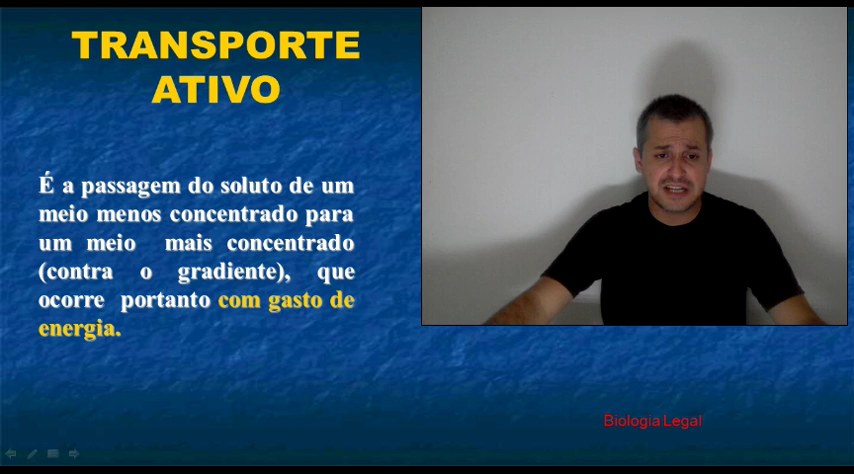 TRANSPORTE
ATIVO
É a passagem do soluto de um
meio menos concentrado para
um meio mais concentrado
(contra o gradiente), que
ocorre portanto com gasto de
energia.
Biologia Legal